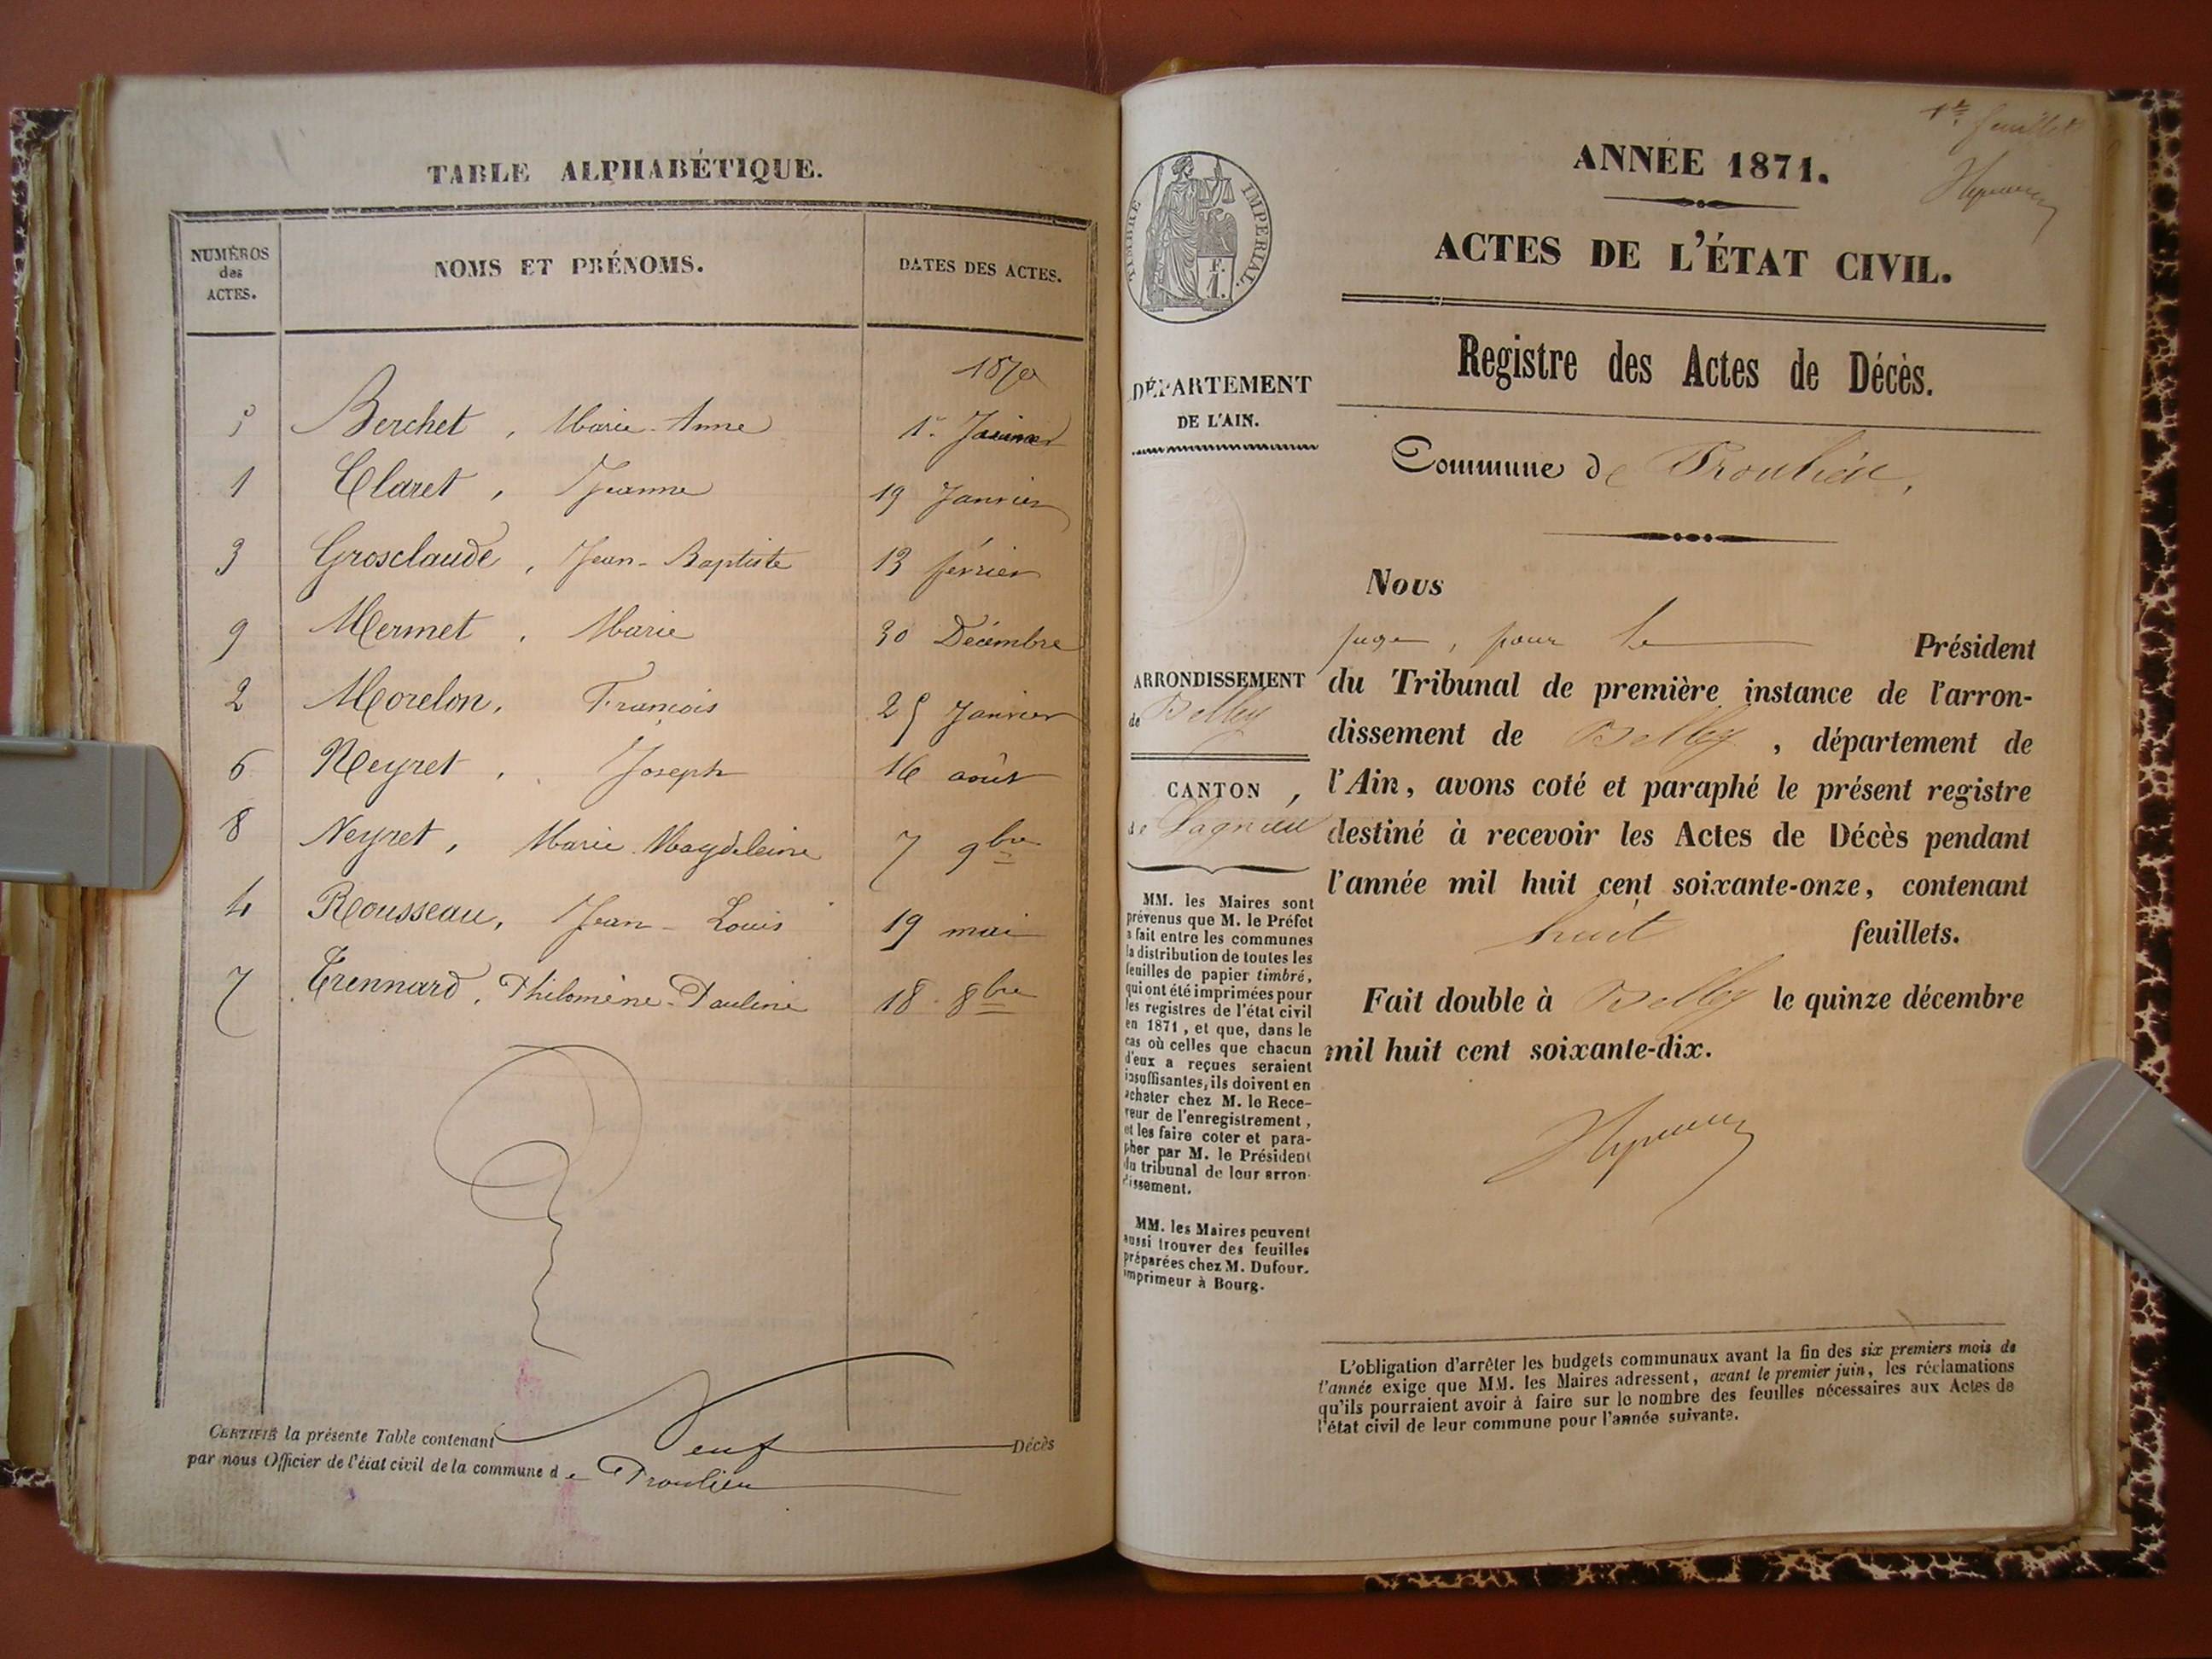 TABLE ALPHABÉTIQUE.
NUMÉROS des ACTES.
NOMS ET PRÉNOMS.
DATES DES ACTES.
1870
5 Berchet, Marie-Anne 1er
1 Claret, Jeanne 19 Janvier
3 Grosclaude, Jean-Baptiste 13 février
9 Mermet, Marie 30 Décembre
2 Morelon, François 25 Janvier
6 Neyret, Joseph 16 août
8 Neyret, Marie Magdeleine 7 9bre
4 Rousseau, Jean-Louis 19 mai
7 Trennard, Philomène-Pauline 18 8bre
CERTIFIÉ la présente Table contenant Neuf Décès
par nous Officier de l'état civil de la commune de Proulieu
1er feuillet
TIMBRE IMPÉRIAL.
F.
1.
ANNÉE 1871.
ACTES DE L'ÉTAT CIVIL.
Registre des Actes de Décès.
Commune de Proulieu,
DÉPARTEMENT
DE L'AIN.
ARRONDISSEMENT
de Belley
CANTON
de Lagnieu
MM. les Maires sont
prévenus que M. le Préfet
a fait entre les communes
la distribution de toutes les
feuilles de papier timbré,
qui ont été imprimées pour
les registres de l'état civil
en 1871, et que, dans le
cas où celles que chacun
d'eux a reçues seraient
insuffisantes, ils doivent en
acheter chez M. le Rece-
veur de l'enregistrement,
et les faire coter et para-
pher par M. le Président
du tribunal de leur arron-
dissement.
MM. les Maires peuvent
aussi trouver des feuilles
préparées chez M. Dufour,
imprimeur à Bourg.
Nous
juge, pour le Président
du Tribunal de première instance de l'arron-
dissement de Belley, département de
l'Ain, avons coté et paraphé le présent registre
destiné à recevoir les Actes de Décès pendant
l'année mil huit cent soixante-onze, contenant
huit feuillets.
Fait double à Belley le quinze décembre
mil huit cent soixante-dix.
L'obligation d'arrêter les budgets communaux avant la fin des six premiers mois de
l'année exige que MM. les Maires adressent, avant le premier juin, les réclamations
qu'ils pourraient avoir à faire sur le nombre des feuilles nécessaires aux Actes de
l'état civil de leur commune pour l'année suivante.